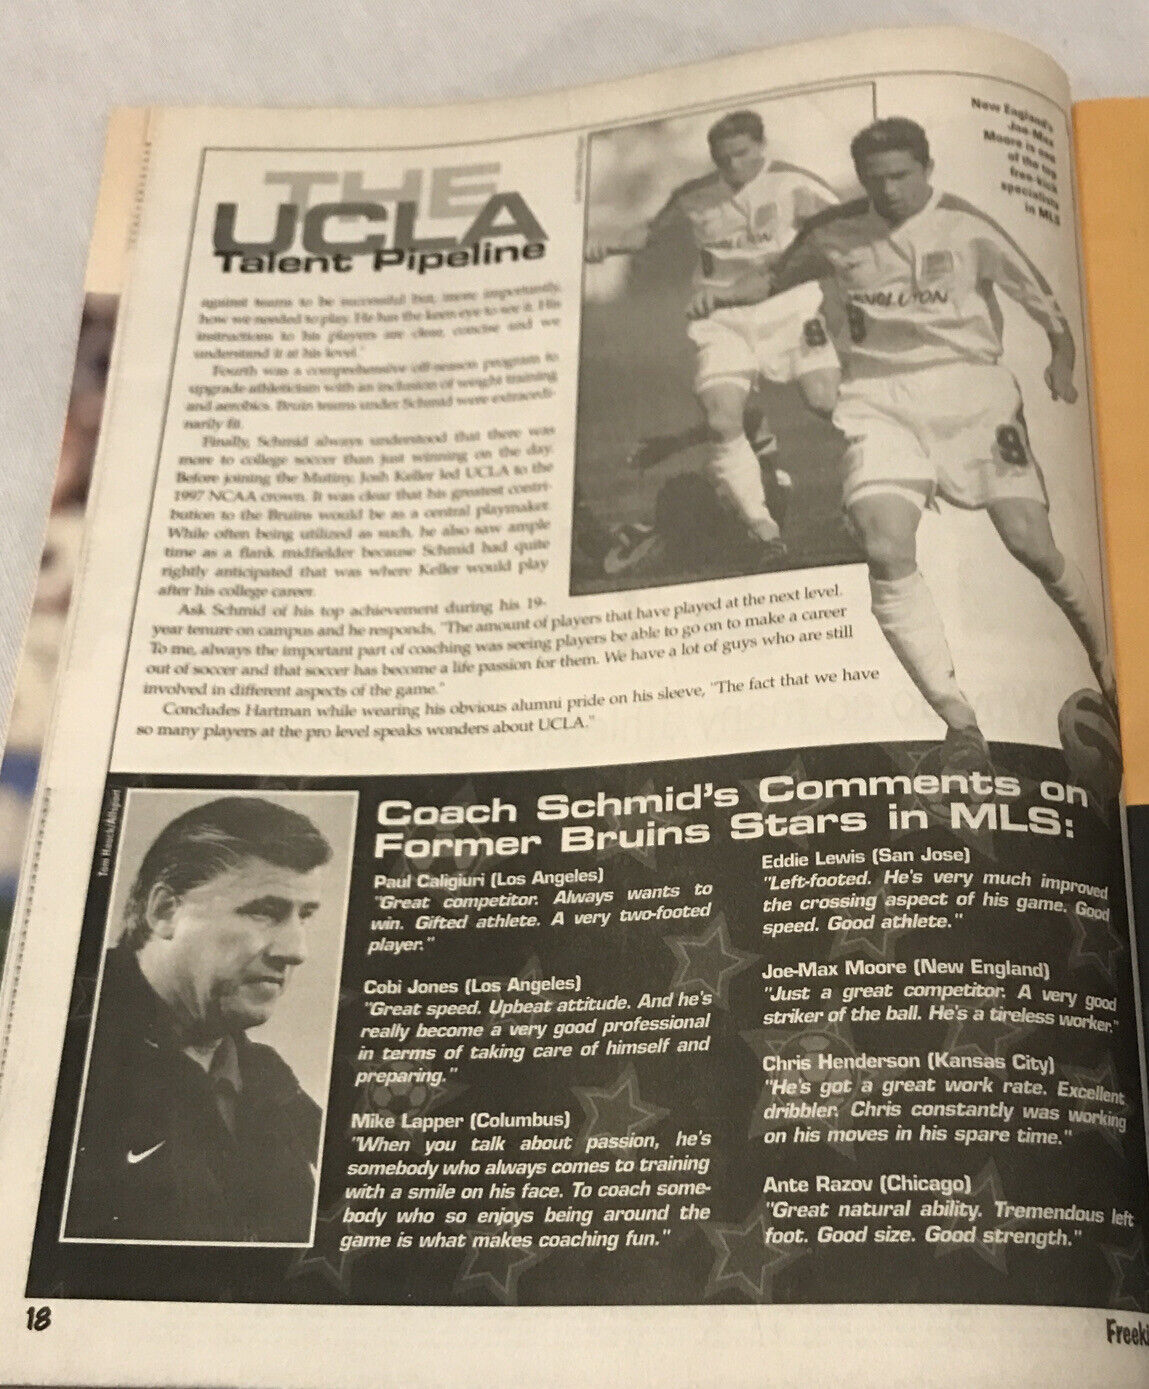 THE
UCLA
Talent Pipeline
against teams to be successful but, more importantly,
how we needed to play. He has the keen eye to see it. His
instructions to his players are clear, concise and we
understand it at his level."
Fourth was a comprehensive off-season program to
upgrade athleticism with an inclusion of weight training
and aerobics. Bruin teams under Schmid were extraordi-
narily fit.
Finally, Schmid always understood that there was
more to college soccer than just winning on the day.
Before joining the Mutiny, Josh Keller led UCLA to the
1997 NCAA crown. It was clear that his greatest contri-
bution to the Bruins would be as a central playmaker.
While often being utilized as such, he also saw ample
time as a flank midfielder because Schmid had quite
rightly anticipated that was where Keller would play
after his college career.
Ask Schmid of his top achievement during his 19-
year tenure on campus and he responds, "The amount of players that have played at the next level.
To me, always the important part of coaching was seeing players be able to go on to make a career
out of soccer and that soccer has become a life passion for them. We have a lot of guys who are still
involved in different aspects of the game."
Concludes Hartman while wearing his obvious alumni pride on his sleeve, "The fact that we have
so many players at the pro level speaks wonders about UCLA."
New England's
Joe-Max
Moore is one
of the top
free-kick
specialists
in MLS
8
REVOLUTION
8
Tom Hauck/Allsport
Coach Schmid's Comments on
Former Bruins Stars in MLS:
Paul Caligiuri (Los Angeles)
"Great competitor. Always wants to
win. Gifted athlete. A very two-footed
player."
Cobi Jones (Los Angeles)
"Great speed. Upbeat attitude. And he's
really become a very good professional
in terms of taking care of himself and
preparing."
Mike Lapper (Columbus)
"When you talk about passion, he's
somebody who always comes to training
with a smile on his face. To coach some-
body who so enjoys being around the
game is what makes coaching fun."
Eddie Lewis (San Jose)
"Left-footed. He's very much improved
the crossing aspect of his game. Good
speed. Good athlete."
Joe-Max Moore (New England)
"Just a great competitor. A very good
striker of the ball. He's a tireless worker."
Chris Henderson (Kansas City)
"He's got a great work rate. Excellent
dribbler. Chris constantly was working
on his moves in his spare time."
Ante Razov (Chicago)
"Great natural ability. Tremendous left
foot. Good size. Good strength."
18
Freeki